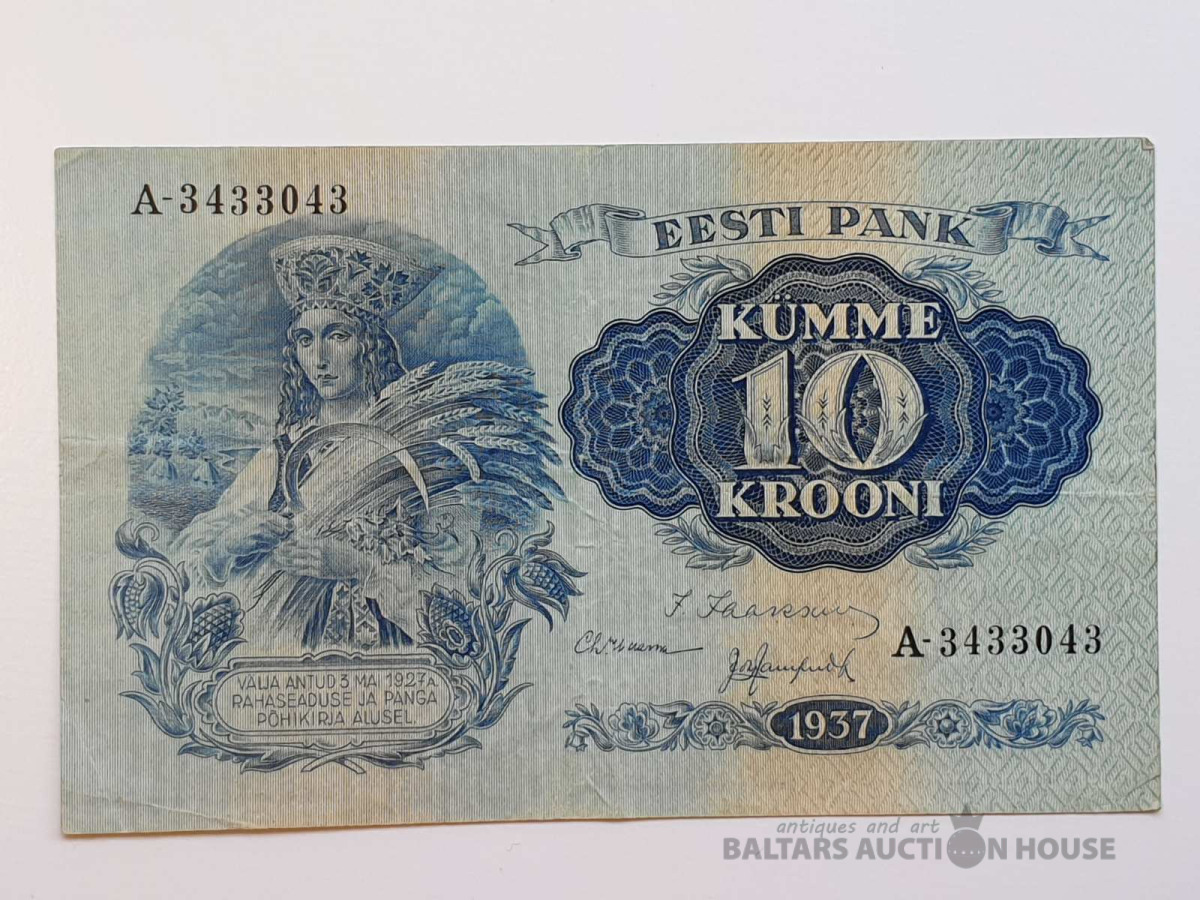 A-3433043
EESTI PANK
KÜMME
10
KROONI
A-3433043
VÄLJA ANTUD 3 MAI 1927 A.
RAHASEADUSE JA PANGA
PÕHIKIRJA ALUSEL.
1937
antiques and art
BALTARS AUCTION HOUSE